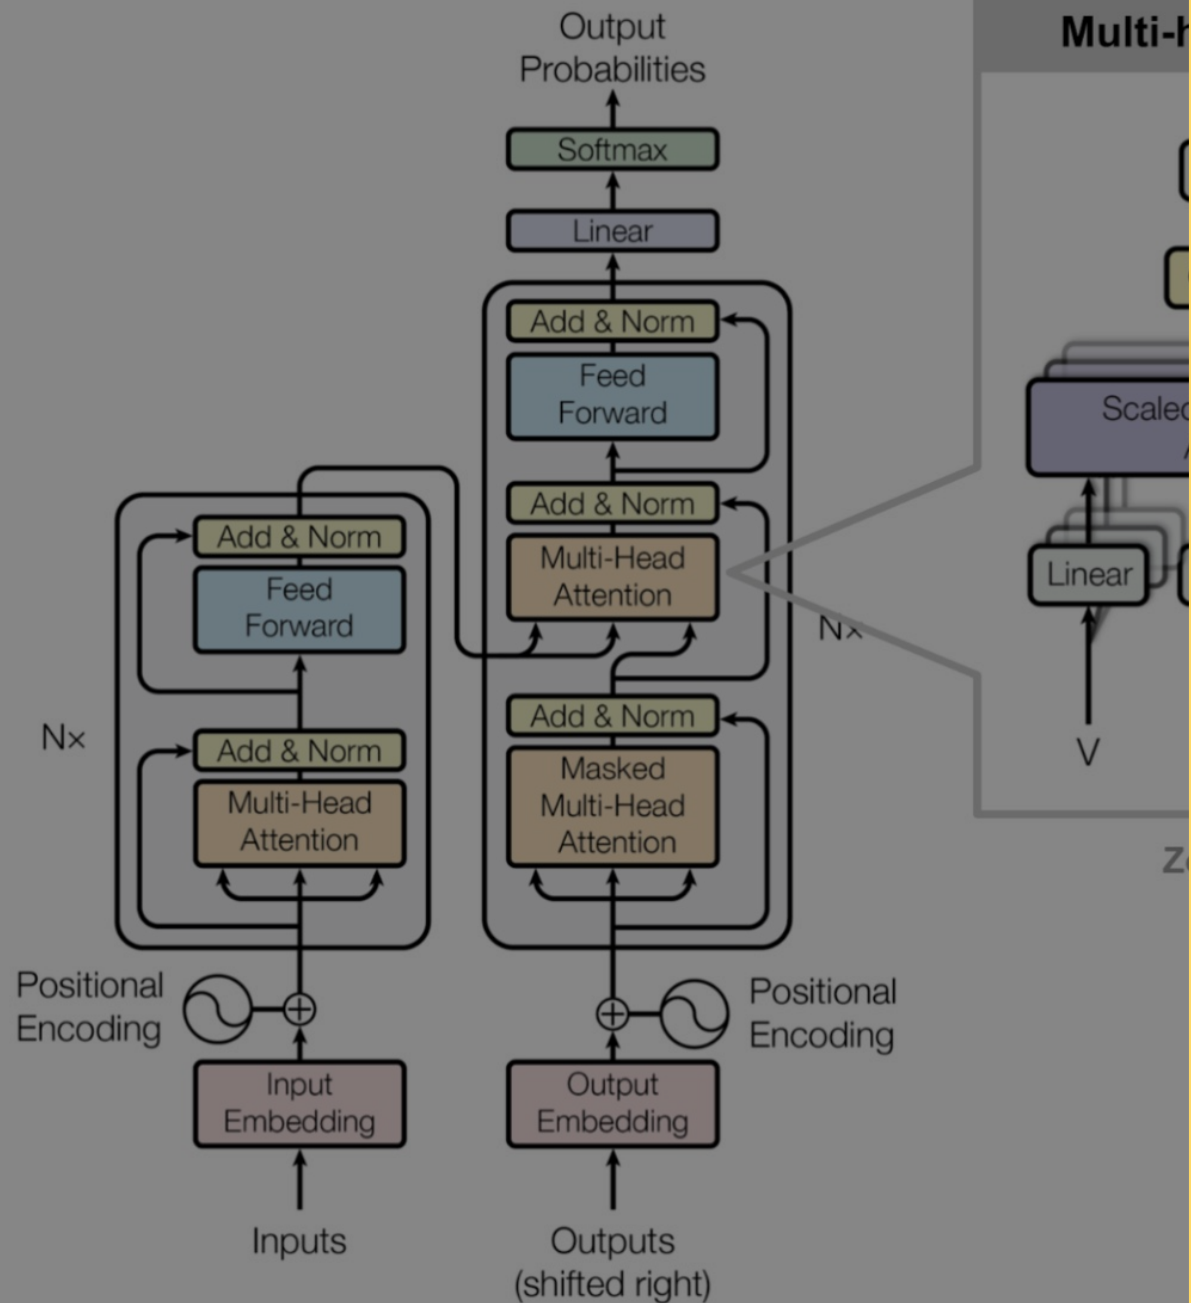 Output
Probabilities
Softmax
Linear
Add & Norm
Feed
Forward
Add & Norm
Multi-Head
Attention
Nx
Add & Norm
Masked
Multi-Head
Attention
Positional
Encoding
Output
Embedding
Outputs
(shifted right)
Add & Norm
Feed
Forward
Nx
Add & Norm
Multi-Head
Attention
Positional
Encoding
Input
Embedding
Inputs
Multi-
Linear
V